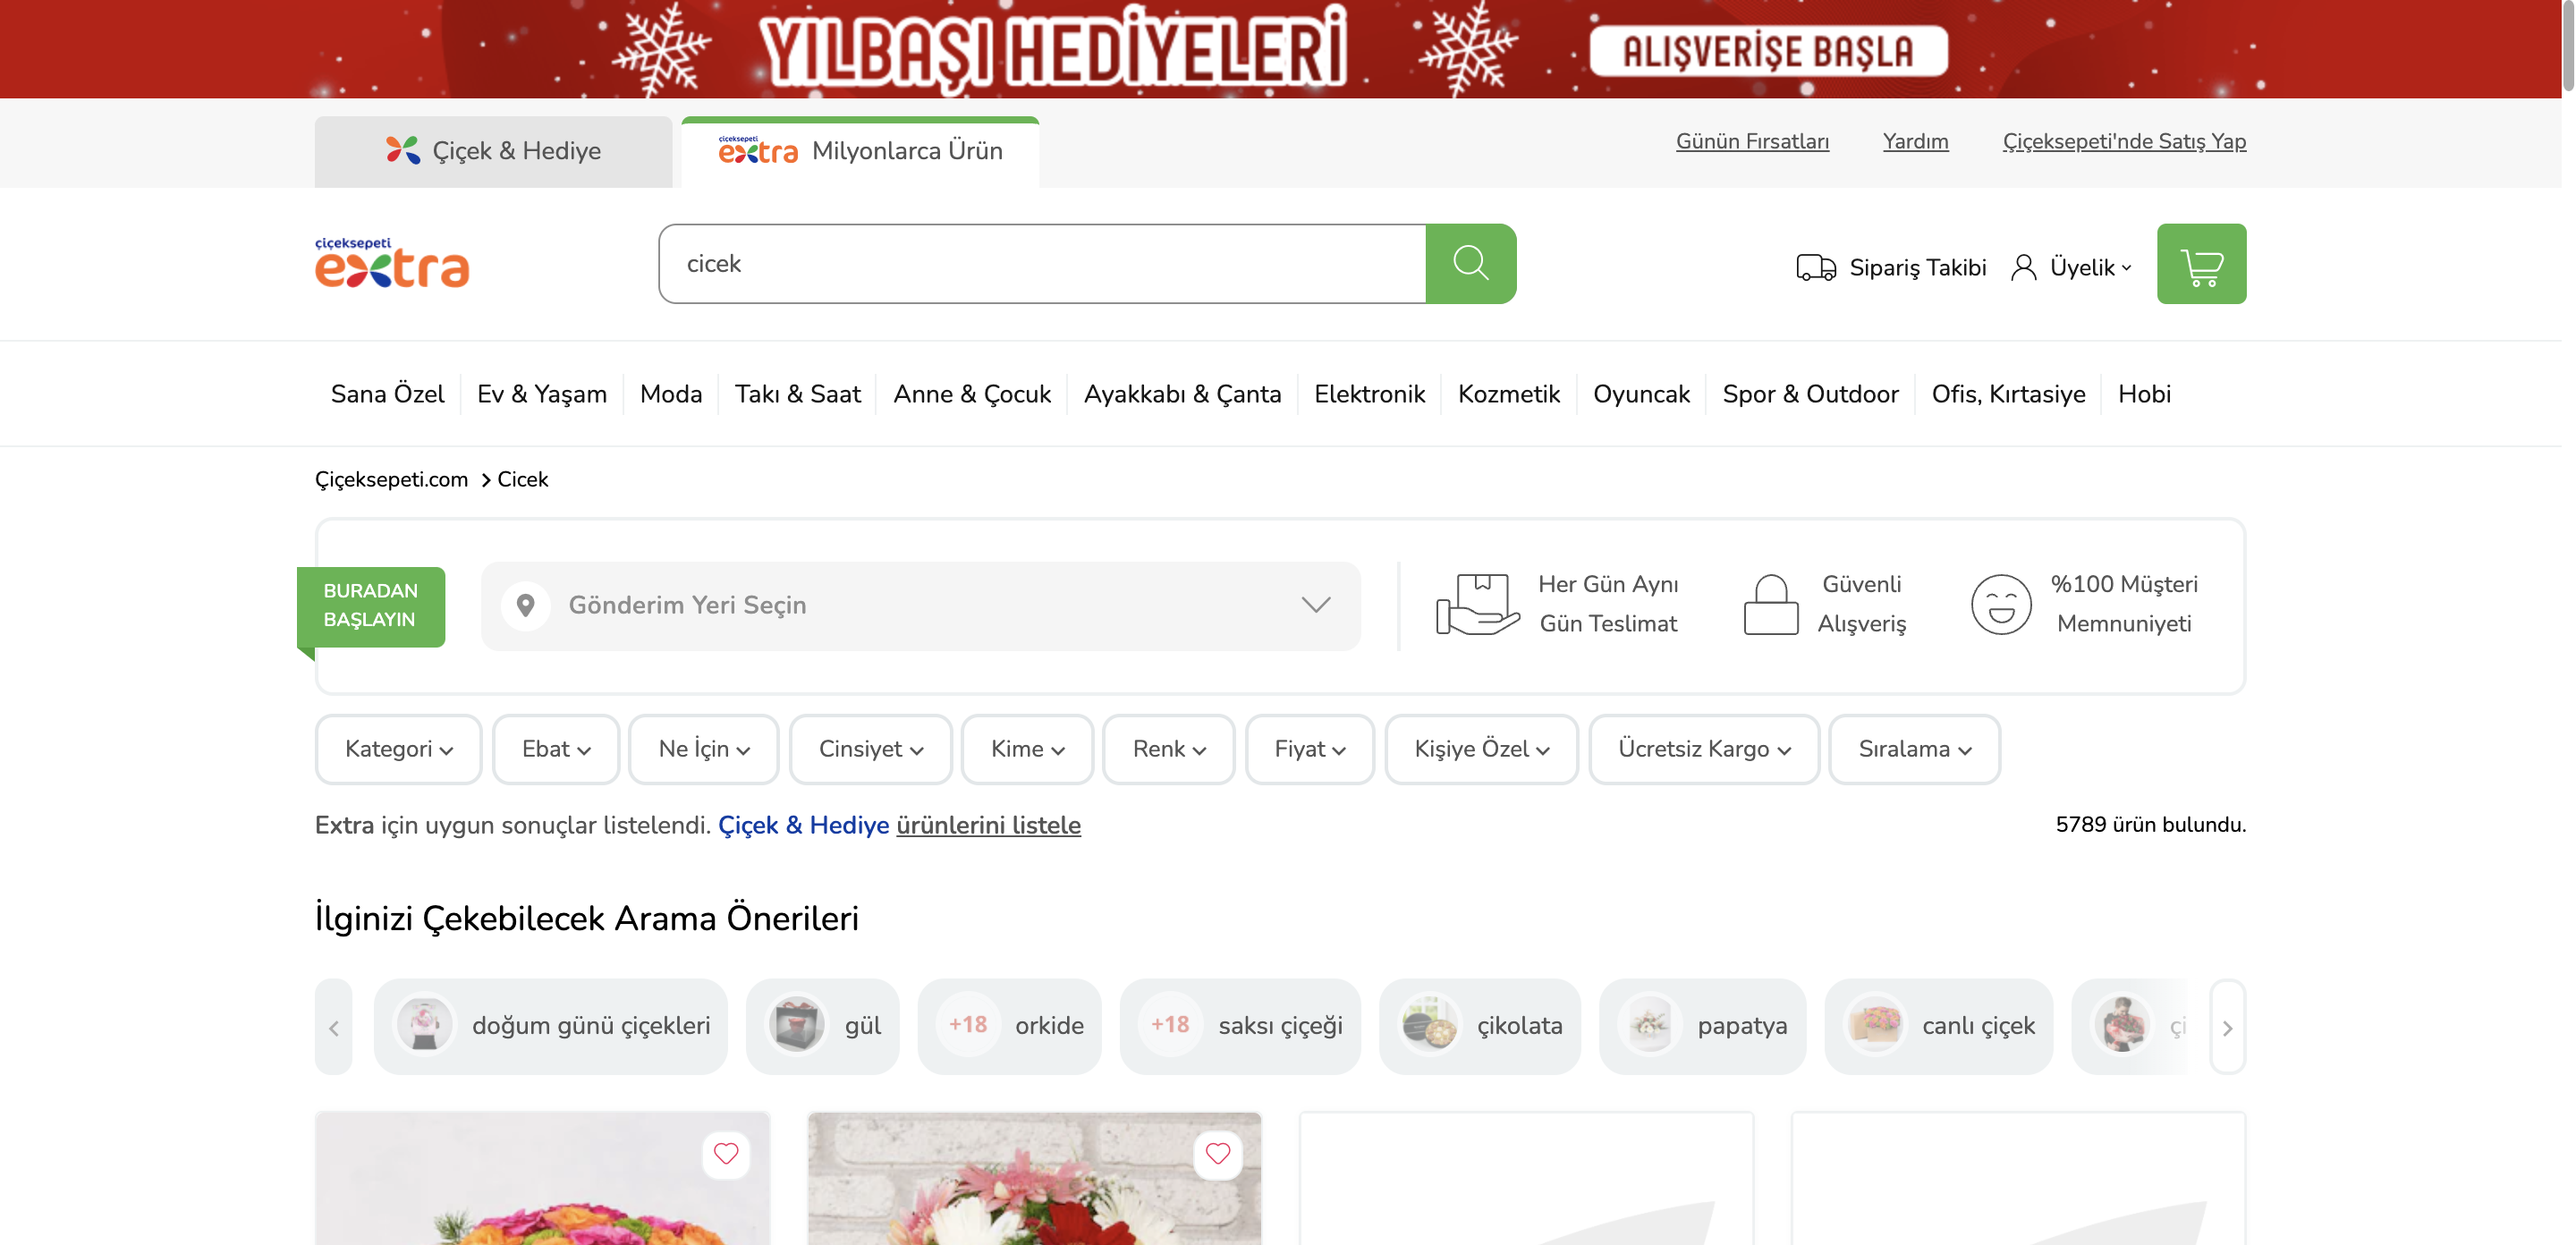 YILBAŞI HEDİYELERİ
ALIŞVERİŞE BAŞLA
Çiçek & Hediye
çiçeksepeti
extra
Milyonlarca Ürün
Günün Fırsatları
Yardım
Çiçeksepeti'nde Satış Yap
çiçeksepeti
extra
cicek
Sipariş Takibi
Üyelik
Sana Özel
Ev & Yaşam
Moda
Takı & Saat
Anne & Çocuk
Ayakkabı & Çanta
Elektronik
Kozmetik
Oyuncak
Spor & Outdoor
Ofis, Kırtasiye
Hobi
Çiçeksepeti.com > Cicek
BURADAN
BAŞLAYIN
Gönderim Yeri Seçin
Her Gün Aynı
Gün Teslimat
Güvenli
Alışveriş
%100 Müşteri
Memnuniyeti
Kategori
Ebat
Ne İçin
Cinsiyet
Kime
Renk
Fiyat
Kişiye Özel
Ücretsiz Kargo
Sıralama
Extra için uygun sonuçlar listelendi. Çiçek & Hediye ürünlerini listele
5789 ürün bulundu.
İlginizi Çekebilecek Arama Önerileri
doğum günü çiçekleri
gül
+18 orkide
+18 saksı çiçeği
çikolata
papatya
canlı çiçek